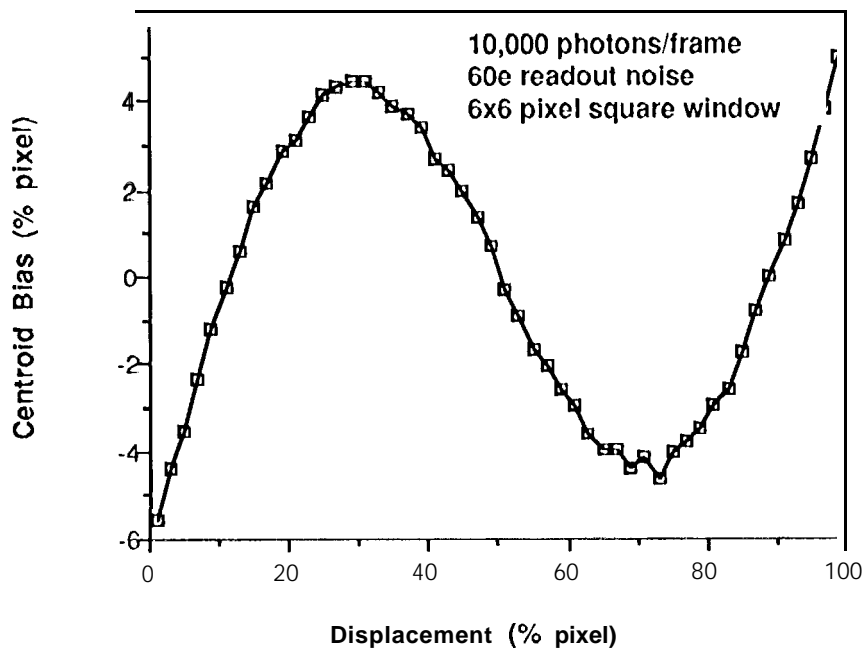 10,000 photons/frame
60e readout noise
6x6 pixel square window
Centroid Bias (% pixel)
4
2
0
-2
-4
-6
0 20 40 60 80 100
Displacement (% pixel)